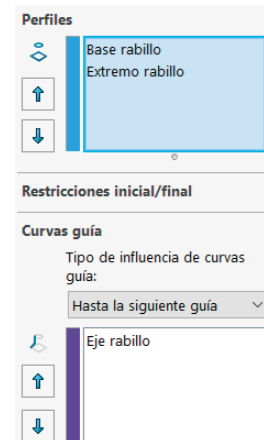 Perfiles
Base rabillo
Extremo rabillo
Restricciones inicial/final
Curvas guía
Tipo de influencia de curvas
guía:
Hasta la siguiente guía
Eje rabillo